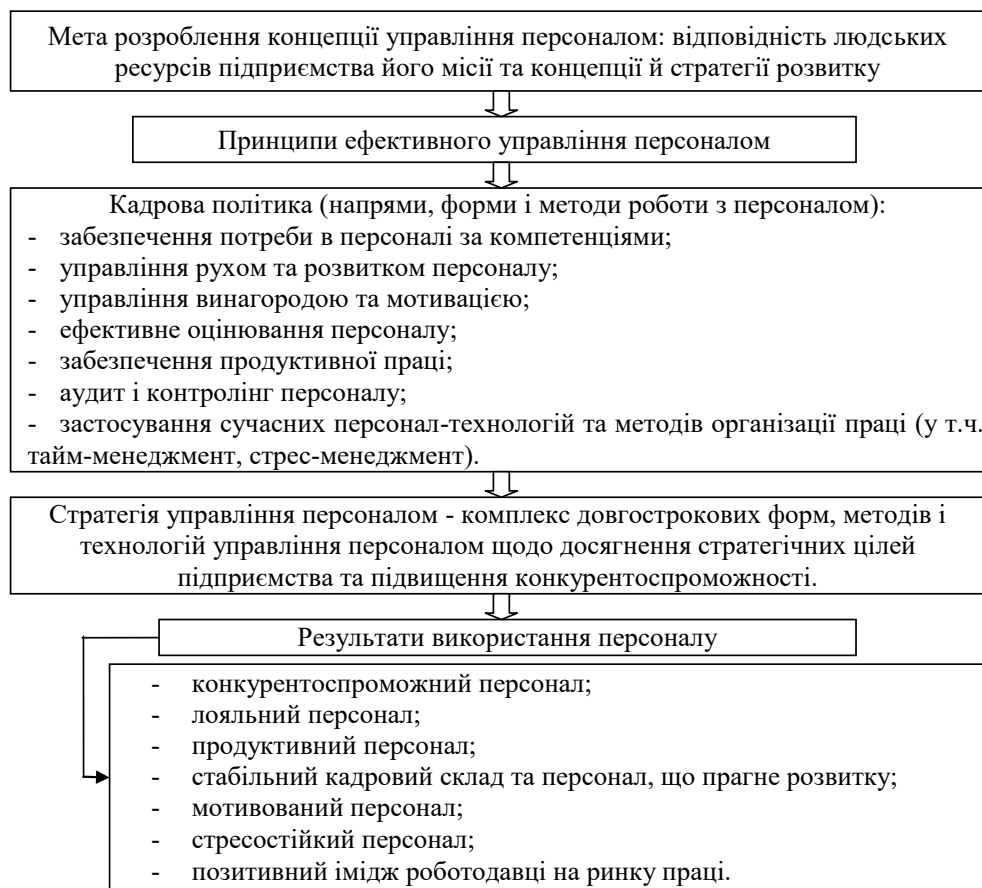 Мета розроблення концепції управління персоналом: відповідність людських
ресурсів підприємства його місії та концепції й стратегії розвитку
Принципи ефективного управління персоналом
Кадрова політика (напрями, форми і методи роботи з персоналом):
- забезпечення потреби в персоналі за компетенціями;
- управління рухом та розвитком персоналу;
- управління винагородою та мотивацією;
- ефективне оцінювання персоналу;
- забезпечення продуктивної праці;
- аудит і контролінг персоналу;
- застосування сучасних персонал-технологій та методів організації праці (у т.ч.
тайм-менеджмент, стрес-менеджмент).
Стратегія управління персоналом - комплекс довгострокових форм, методів і
технологій управління персоналом щодо досягнення стратегічних цілей
підприємства та підвищення конкурентоспроможності.
Результати використання персоналу
- конкурентоспроможний персонал;
- лояльний персонал;
- продуктивний персонал;
- стабільний кадровий склад та персонал, що прагне розвитку;
- мотивований персонал;
- стресостійкий персонал;
- позитивний імідж роботодавці на ринку праці.